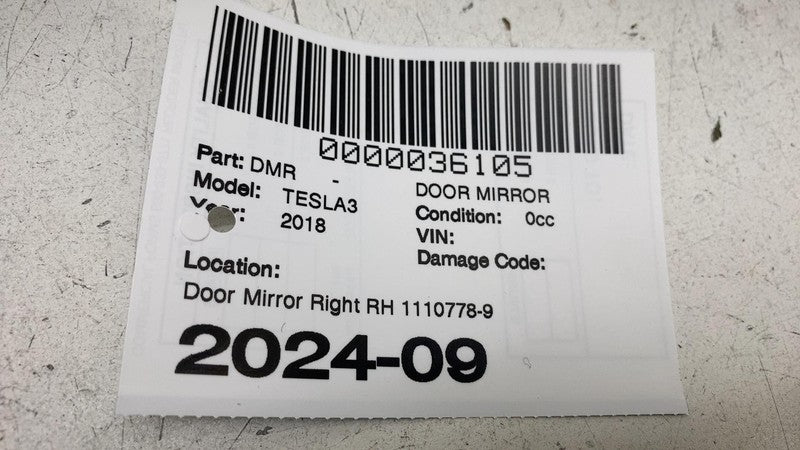 0000036105
Part: DMR - DOOR MIRROR
Model: TESLA3 Condition: 0cc
Year: 2018 VIN:
Damage Code:
Location:
Door Mirror Right RH 1110778-9
2024-09